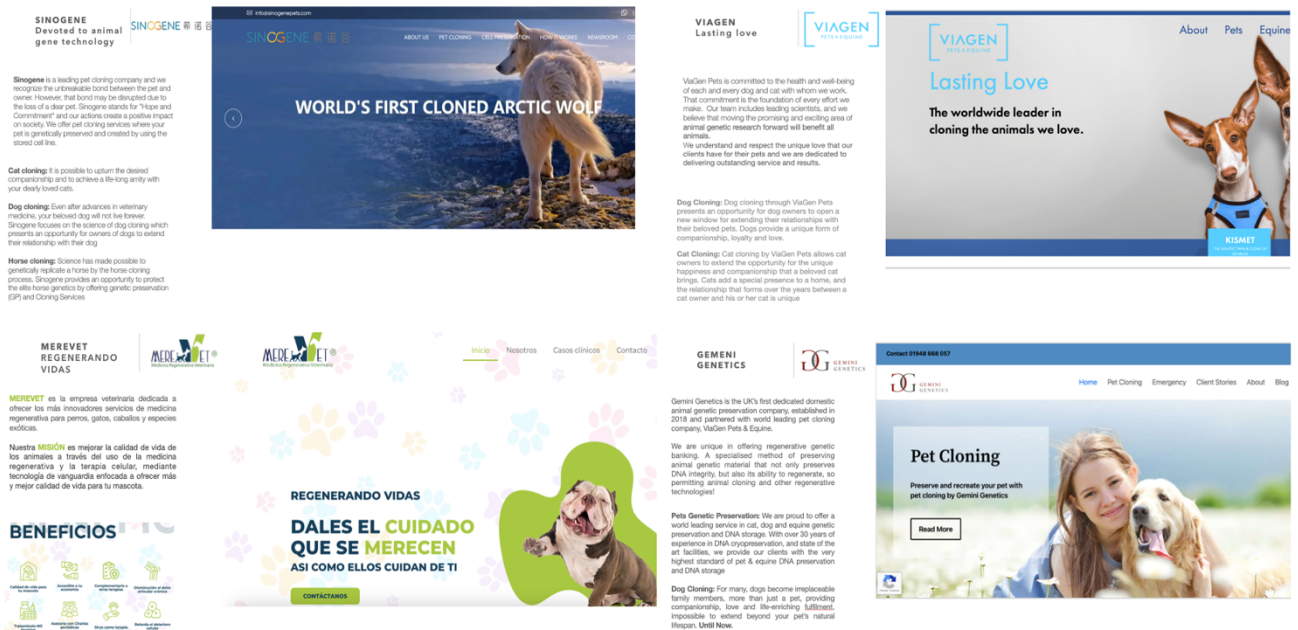 SINOGENE
Devoted to animal
gene technology
SINOGENE 希诺谷
Sinogene is a leading pet cloning company and we
recognize the unbreakable bond between the pet and
owner. However, that bond may be disrupted due to
the loss of a dear pet. Sinogene stands for "Hope and
Commitment" and our actions create a positive impact
on society. We offer pet cloning services where your
pet is genetically preserved and created by using the
stored cell line.
Cat cloning: It is possible to upturn the desired
companionship and to achieve a life-long amity with
your dearly loved cats.
Dog cloning: Even after advances in veterinary
medicine, your beloved dog will not live forever.
Sinogene focuses on the science of dog cloning which
presents an opportunity for owners of dogs to extend
their relationship with their dog
Horse cloning: Science has made possible to
genetically replicate a horse by the horse cloning
process. Sinogene provides an opportunity to protect
the elite horse genetics by offering genetic preservation
(GP) and Cloning Services
info@sinogenepets.com
SINOGENE 希诺谷
ABOUT US PET CLONING CELL PRESERVATION HOW IT WORKS NEWSROOM CO
WORLD'S FIRST CLONED ARCTIC WOLF
VIAGEN
Lasting love
VIAGEN
PETS & EQUINE
ViaGen Pets is committed to the health and well-being
of each and every dog and cat with whom we work.
That commitment is the foundation of every effort we
make. Our team includes leading scientists, and we
believe that moving the promising and exciting area of
animal genetic research forward will benefit all
animals.
We understand and respect the unique love that our
clients have for their pets and we are dedicated to
delivering outstanding service and results.
Dog Cloning: Dog cloning through ViaGen Pets
presents an opportunity for dog owners to open a
new window for extending their relationships with
their beloved pets. Dogs provide a unique form of
companionship, loyalty and love.
Cat Cloning: Cat cloning by ViaGen Pets allows cat
owners to extend the opportunity for the unique
happiness and companionship that a beloved cat
brings. Cats add a special presence to a home, and
the relationship that forms over the years between a
cat owner and his or her cat is unique
VIAGEN
PETS & EQUINE
About Pets Equine
Lasting Love
The worldwide leader in
cloning the animals we love.
KISMET
MEREVET
REGENERANDO
VIDAS
MEREVET®
Medicina Regenerativa Veterinaria
MEREVET es la empresa veterinaria dedicada a
ofrecer los más innovadores servicios de medicina
regenerativa para perros, gatos, caballos y especies
exóticas.
Nuestra MISIÓN es mejorar la calidad de vida de
los animales a través del uso de la medicina
regenerativa y la terapia celular, mediante
tecnología de vanguardia enfocada a ofrecer más
y mejor calidad de vida para tu mascota.
BENEFICIOS
Calidad de vida para
tu mascota
Accesible a tu
economía
Complementaria a
otras terapias
Disminución al dolor
articular crónico
MEREVET®
Medicina Regenerativa Veterinaria
Inicio Nosotros Casos clínicos Contacto
REGENERANDO VIDAS
DALES EL CUIDADO
QUE SE MERECEN
ASI COMO ELLOS CUIDAN DE TI
CONTÁCTANOS
GEMENI
GENETICS
GEMINI
GENETICS
Gemini Genetics is the UK's first dedicated domestic
animal genetic preservation company, established in
2018 and partnered with world leading pet cloning
company, ViaGen Pets & Equine.
We are unique in offering regenerative genetic
banking. A specialised method of preserving
animal genetic material that not only preserves
DNA integrity, but also its ability to regenerate, so
permitting animal cloning and other regenerative
technologies!
Pets Genetic Preservation: We are proud to offer a
world leading service in cat, dog and equine genetic
preservation and DNA storage. With over 30 years of
experience in DNA cryopreservation, and state of the
art facilities, we provide our clients with the very
highest standard of pet & equine DNA preservation
and DNA storage
Dog Cloning: For many, dogs become irreplaceable
family members, more than just a pet, providing
companionship, love and life-enriching fulfilment,
impossible to extend beyond your pet's natural
lifespan. Until Now.
Contact 01948 668 057
GEMINI
GENETICS
Home Pet Cloning Emergency Client Stories About Blog
Pet Cloning
Preserve and recreate your pet with
pet cloning by Gemini Genetics
Read More